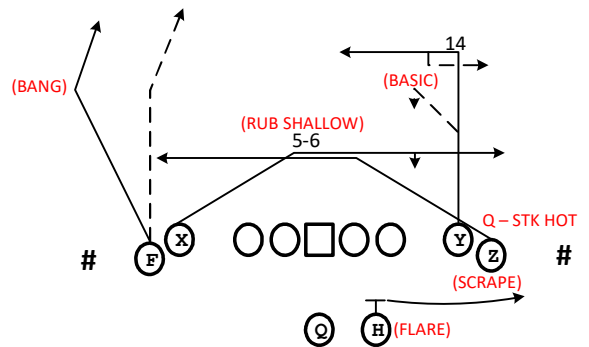 14
(BANG)
(BASIC)
(RUB SHALLOW)
5-6
Q – STK HOT
X
Y
Z
F
#
#
(SCRAPE)
Q
H
(FLARE)